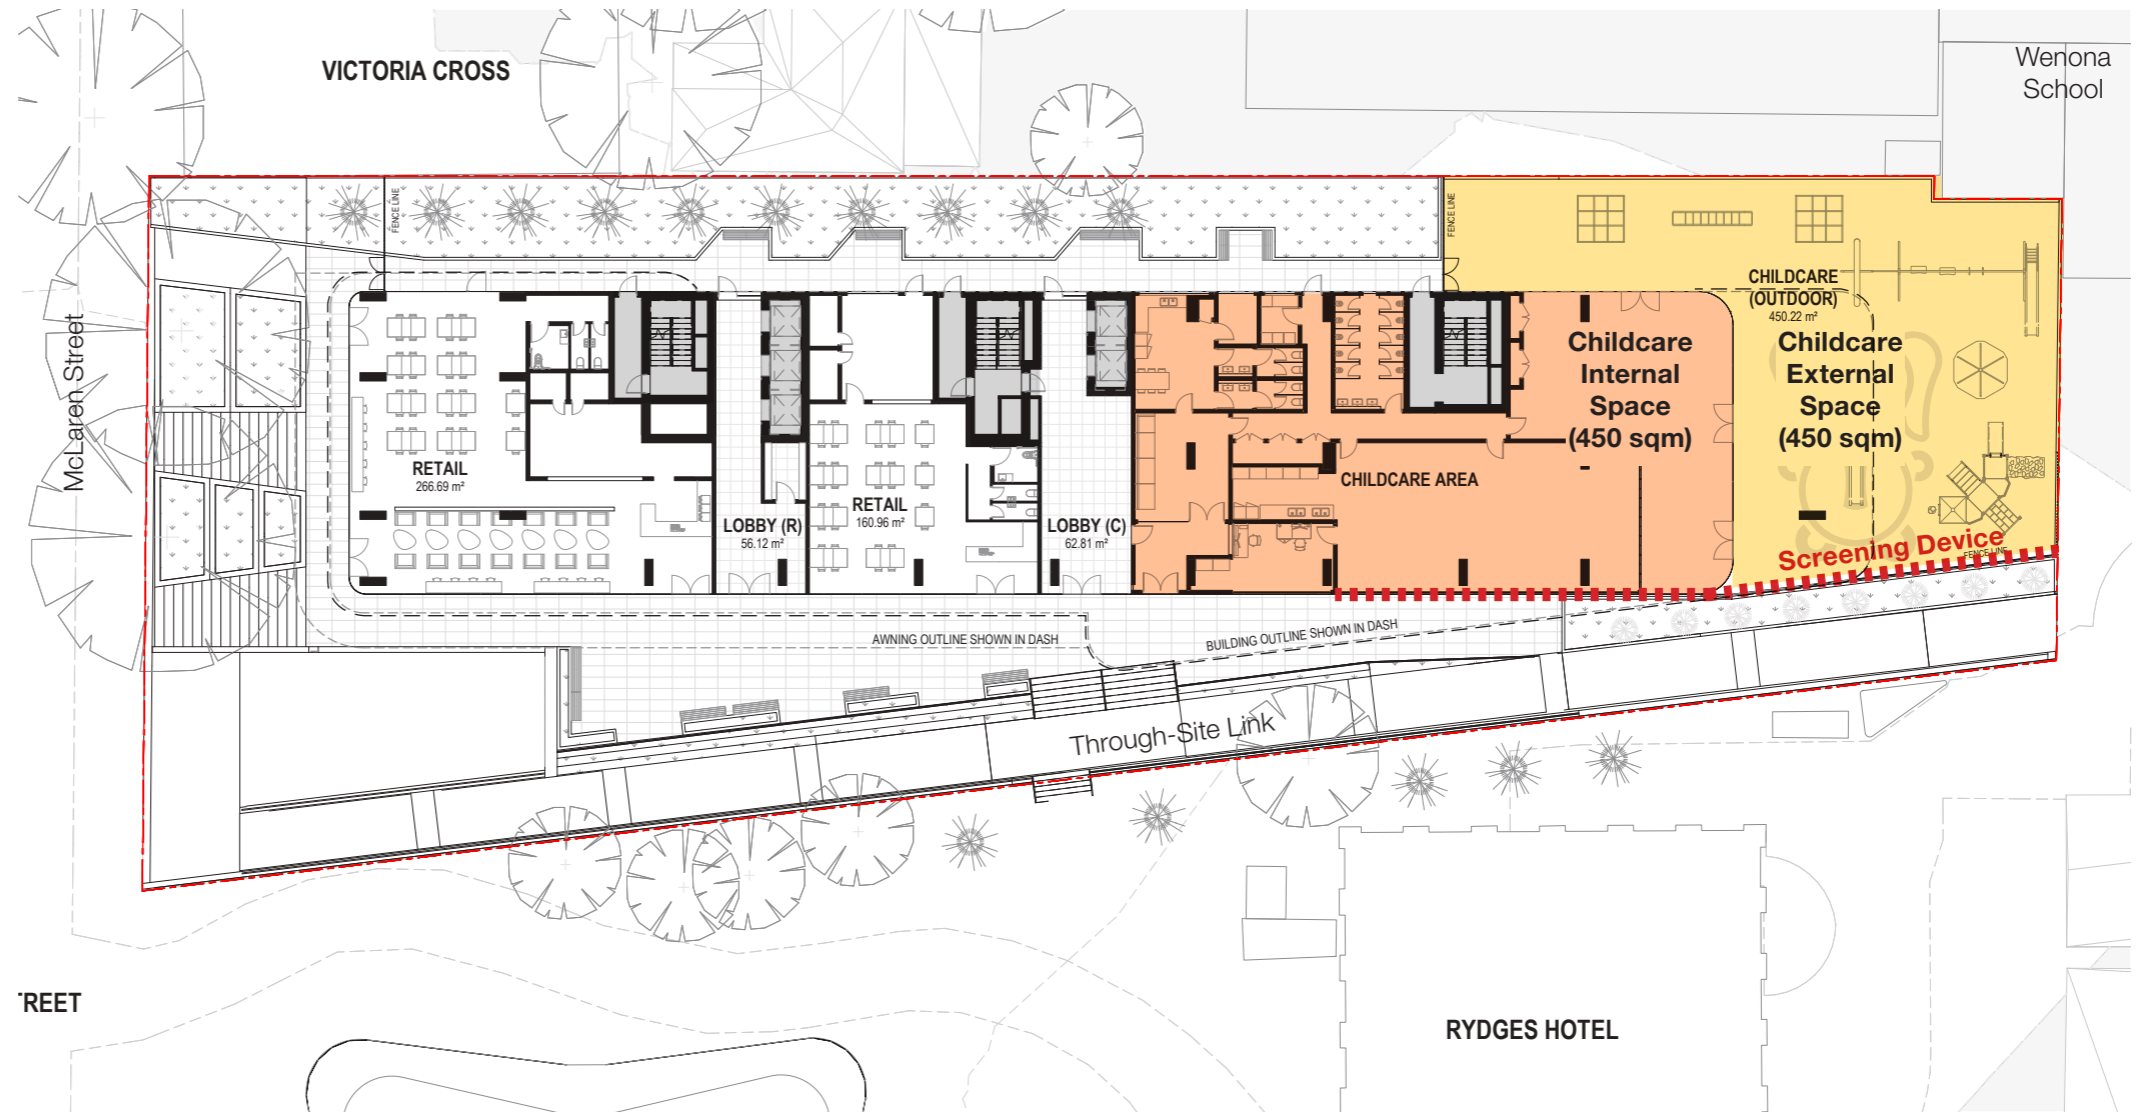 VICTORIA CROSS
Wenona
School
FENCE LINE
FENCE LINE
McLaren Street
CHILDCARE
(OUTDOOR)
450.22 m²
Childcare
Internal
Space
(450 sqm)
Childcare
External
Space
(450 sqm)
RETAIL
266.69 m²
CHILDCARE AREA
RETAIL
160.96 m²
LOBBY (R)
56.12 m²
LOBBY (C)
62.81 m²
Screening Device
FENCE LINE
AWNING OUTLINE SHOWN IN DASH
BUILDING OUTLINE SHOWN IN DASH
Through-Site Link
REET
RYDGES HOTEL